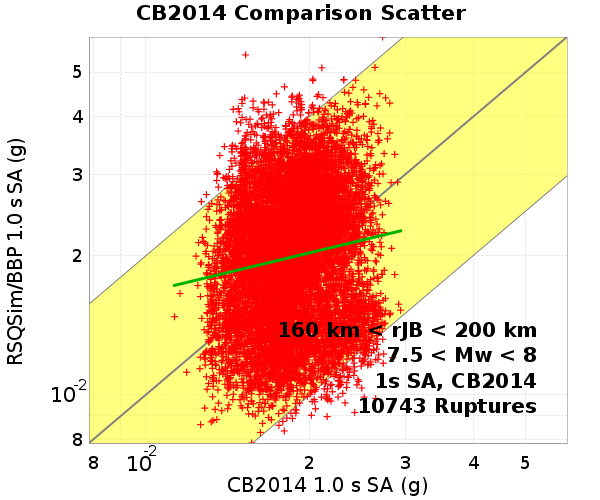 CB2014 Comparison Scatter
RSQSim/BBP 1.0 s SA (g)
5
4
3
2
10-2
8
160 km < rJB < 200 km
7.5 < Mw < 8
1s SA, CB2014
10743 Ruptures
8 10-2 2 3 4 5
CB2014 1.0 s SA (g)